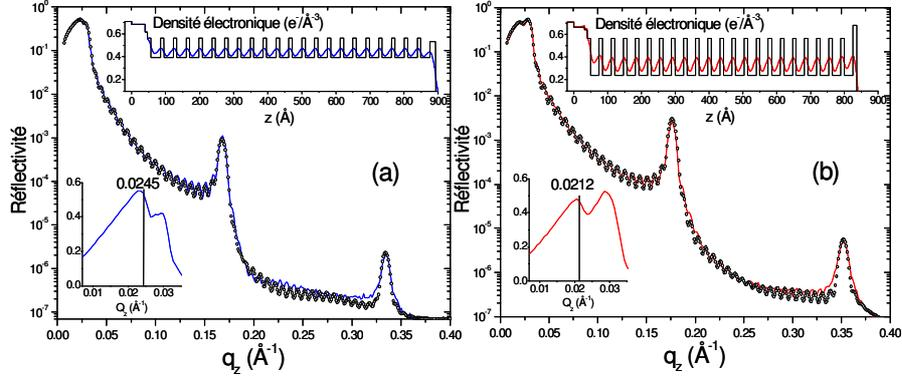 Densité électronique (e⁻/Å⁻³)
0.6
0.4
0.2
0 100 200 300 400 500 600 700 800 900
z (Å)
10⁰
10⁻¹
10⁻²
10⁻³
10⁻⁴
10⁻⁵
10⁻⁶
10⁻⁷
Réflectivité
(a)
0.0245
0.6
0.4
0.2
0.0
0.01 0.02 0.03
Q_z (Å⁻¹)
0.00 0.05 0.10 0.15 0.20 0.25 0.30 0.35 0.40
q_z (Å⁻¹)
Densité électronique (e⁻/Å⁻³)
0.6
0.4
0.2
0 100 200 300 400 500 600 700 800 900
z (Å)
10⁰
10⁻¹
10⁻²
10⁻³
10⁻⁴
10⁻⁵
10⁻⁶
10⁻⁷
Réflectivité
(b)
0.0212
0.6
0.4
0.2
0.0
0.01 0.02 0.03
Q_z (Å⁻¹)
0.00 0.05 0.10 0.15 0.20 0.25 0.30 0.35 0.40
q_z (Å⁻¹)